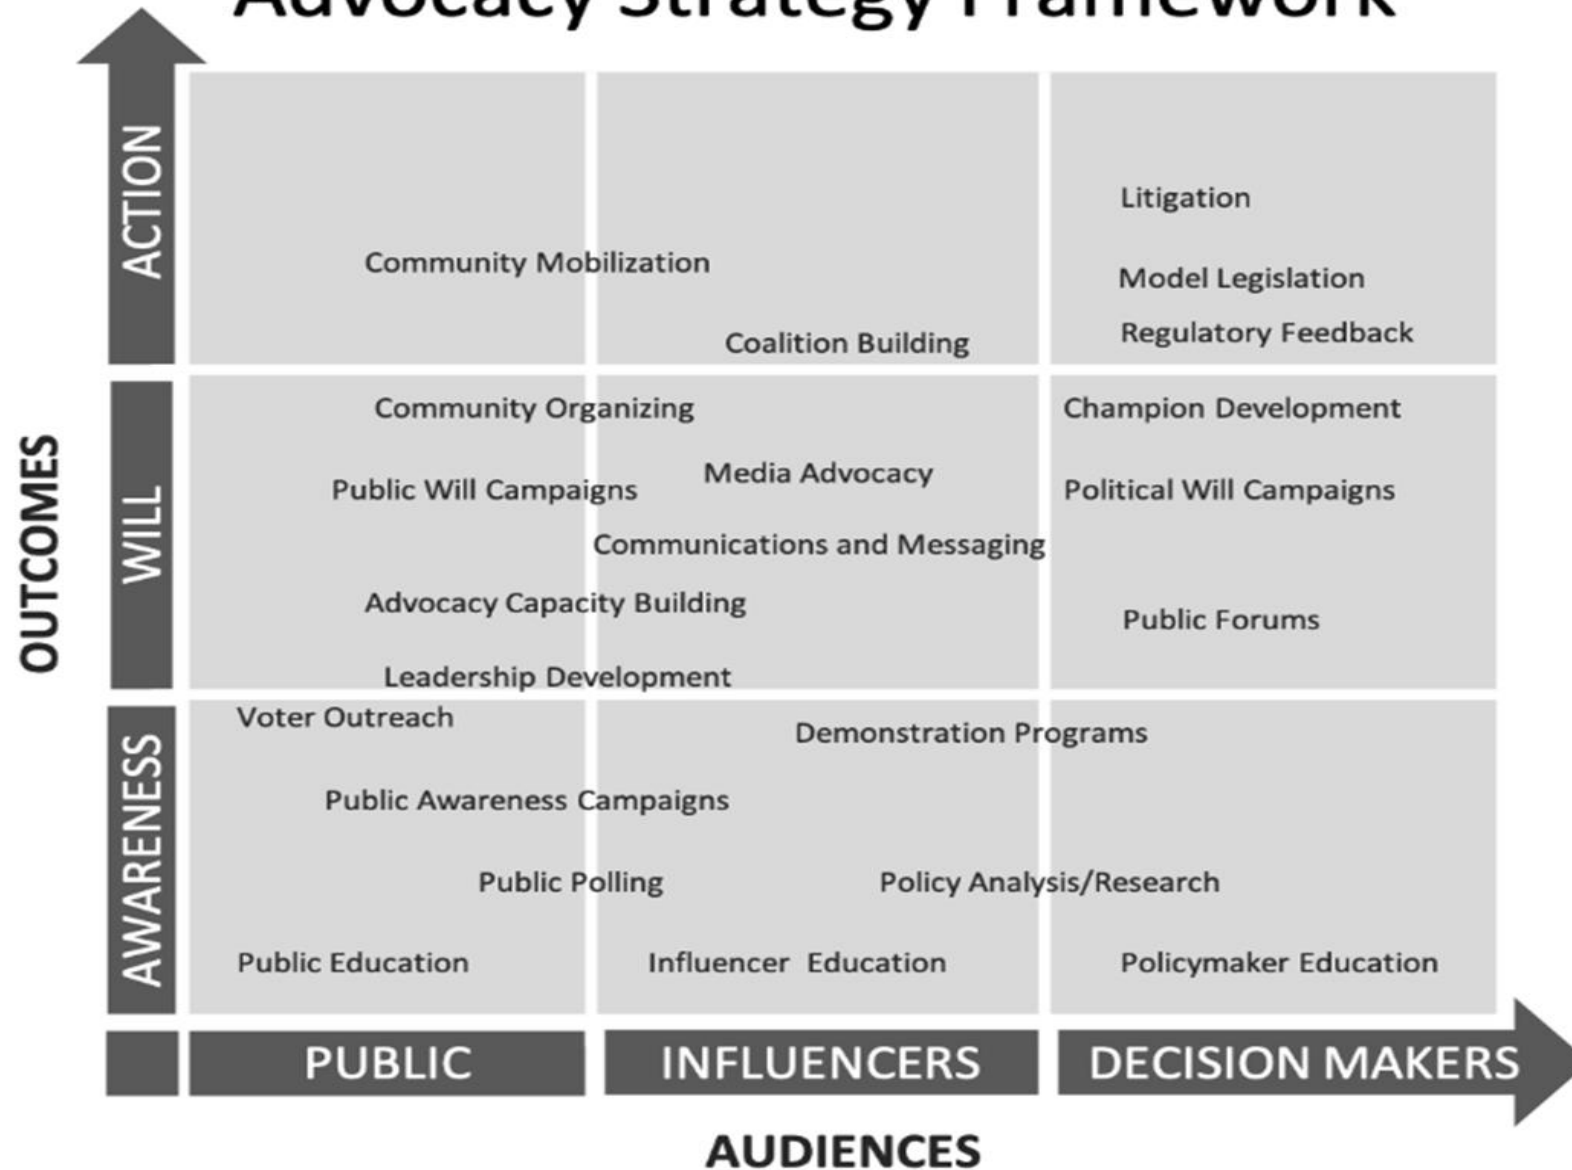 Advocacy Strategy Framework
ACTION
Litigation
Community Mobilization
Model Legislation
Regulatory Feedback
Coalition Building
OUTCOMES
WILL
Community Organizing
Champion Development
Media Advocacy
Public Will Campaigns
Political Will Campaigns
Communications and Messaging
Advocacy Capacity Building
Public Forums
Leadership Development
AWARENESS
Voter Outreach
Demonstration Programs
Public Awareness Campaigns
Public Polling
Policy Analysis/Research
Public Education
Influencer Education
Policymaker Education
PUBLIC
INFLUENCERS
DECISION MAKERS
AUDIENCES